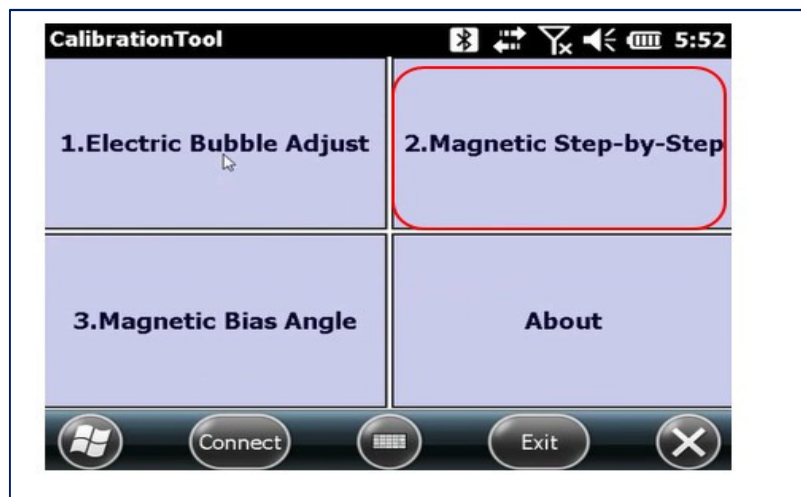 CalibrationTool 5:52
1.Electric Bubble Adjust
2.Magnetic Step-by-Step
3.Magnetic Bias Angle
About
Connect
Exit